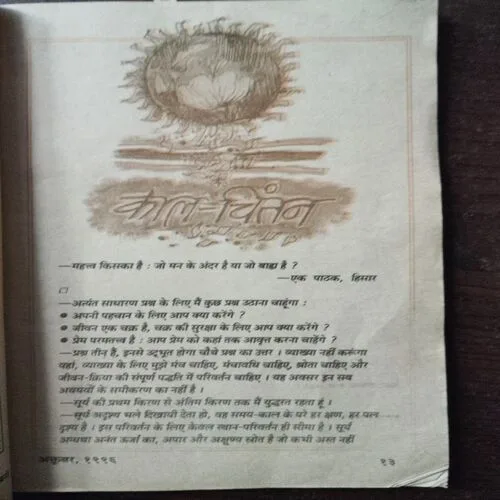 काल-चिंतन
—महत्त्व किसका है : जो मन के अंदर है या जो बाह्य है ?
—एक पाठक, हिसार
—अत्यंत साधारण प्रश्न के लिए मैं कुछ प्रश्न उठाना चाहूंगा :
● अपनी पहचान के लिए आप क्या करेंगे ?
● जीवन एक चक्र है, चक्र की सुरक्षा के लिए आप क्या करेंगे ?
● प्रेम परमतत्त्व है : आप प्रेम को कहां तक आवृत्त करना चाहेंगे ?
—प्रश्न तीन हैं, इनसे उद्भूत होगा चौथे प्रश्न का उत्तर । व्याख्या नहीं करूंगा
यहां, व्याख्या के लिए मुझे मंच चाहिए, मंचावधि चाहिए, श्रोता चाहिए और
जीवन-क्रिया की संपूर्ण पद्धति में परिवर्तन चाहिए । यह अवसर इन सब
अवयवों के समीकरण का नहीं है ।
—सूर्य की प्रथम किरण से अंतिम किरण तक मैं युद्धरत रहता हूं ।
—सूर्य अदृश्य भले दिखायी देता हो, वह समय-काल के परे हर क्षण, हर पल
दृश्य है । इस परिवर्तन के लिए केवल स्थान-परिवर्तन ही सीमा है । सूर्य
अथवा अनंत ऊर्जा का, अपार और अक्षुण्ण स्रोत है जो कभी अस्त नहीं
अक्तूबर, १९९६
१३